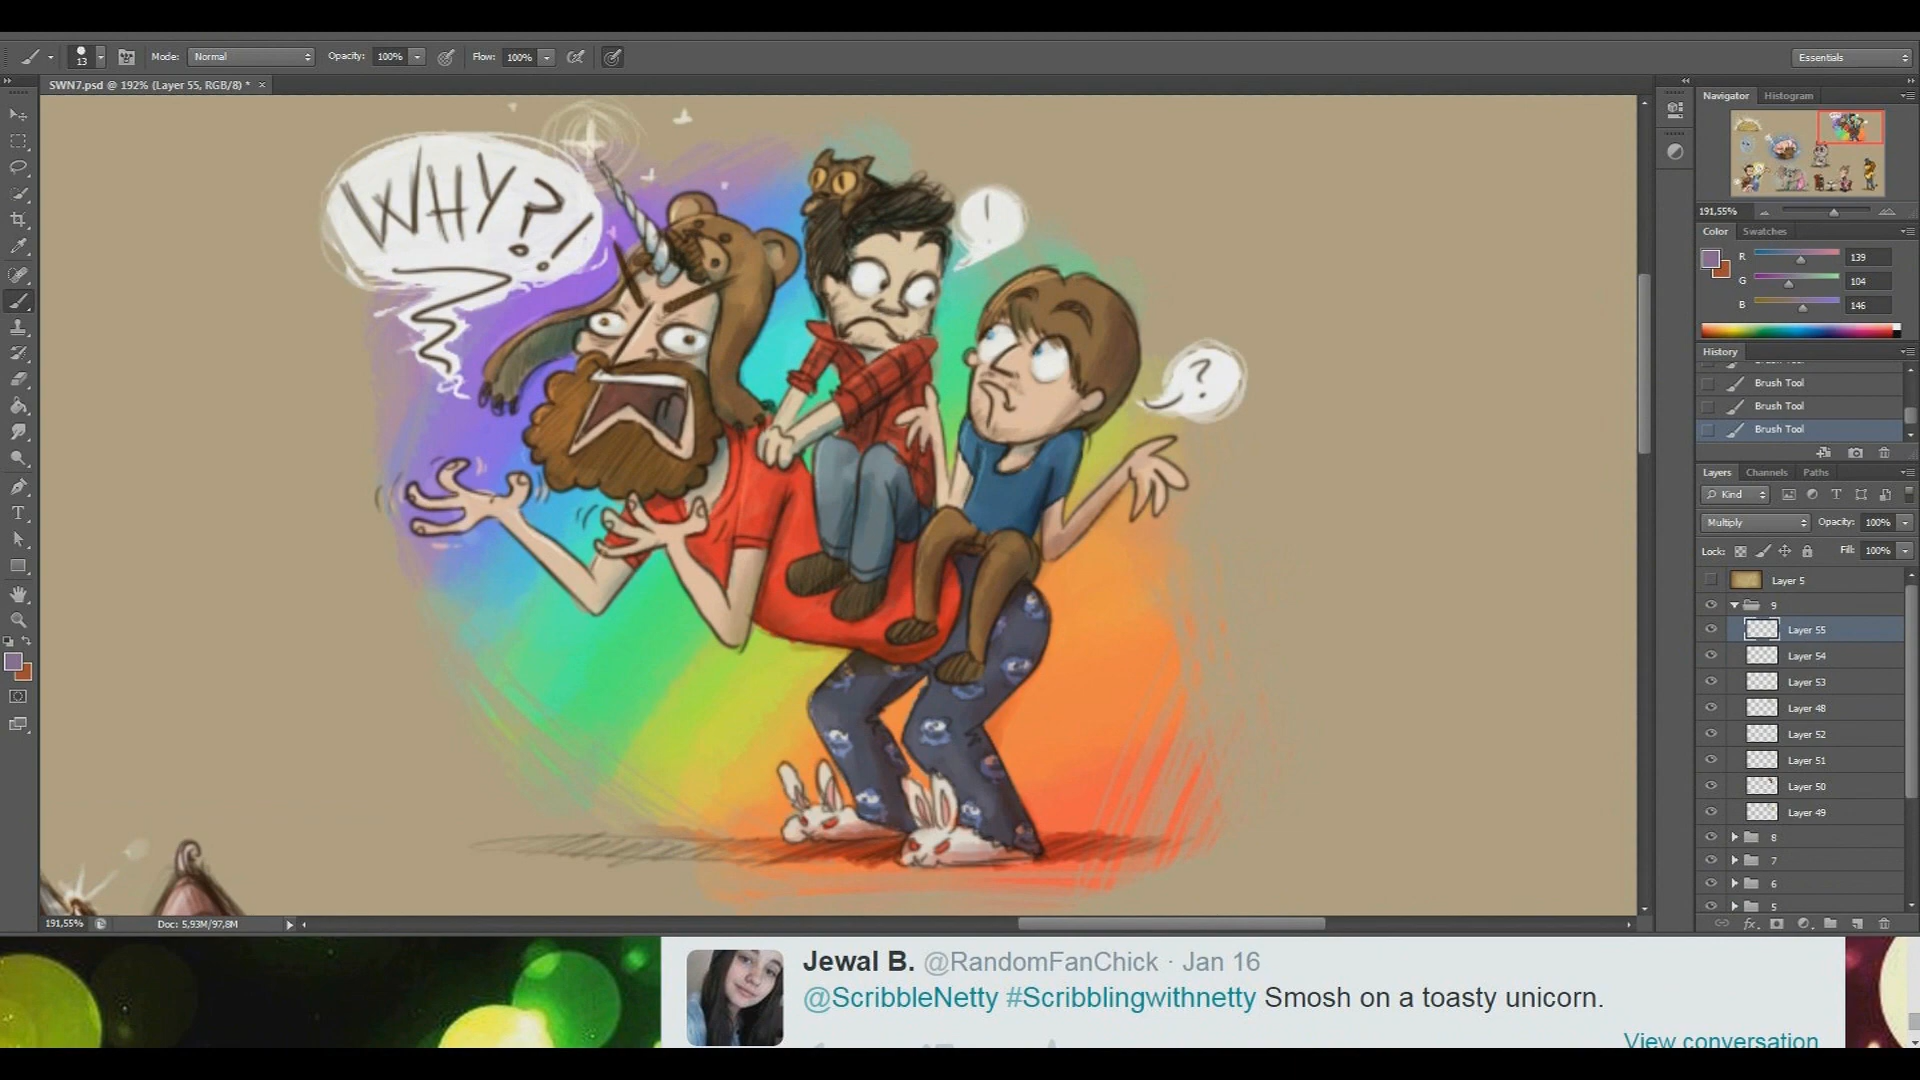 13
Mode:
Normal
Opacity: 100%
Flow: 100%
Essentials
SWN7.psd @ 192% (Layer 55, RGB/8) *
Navigator
Histogram
191,55%
Color
Swatches
R
139
G
104
B
146
History
Brush Tool
Brush Tool
Brush Tool
Layers
Channels
Paths
Kind
Multiply
Opacity: 100%
Lock:
Fill: 100%
Layer 5
9
Layer 55
Layer 54
Layer 53
Layer 48
Layer 52
Layer 51
Layer 50
Layer 49
8
7
6
5
WHY?!
!
?
191,55%
Doc: 5,93M/97,8M
Jewal B. @RandomFanChick · Jan 16
@ScribbleNetty #Scribblingwithnetty Smosh on a toasty unicorn.
View conversation